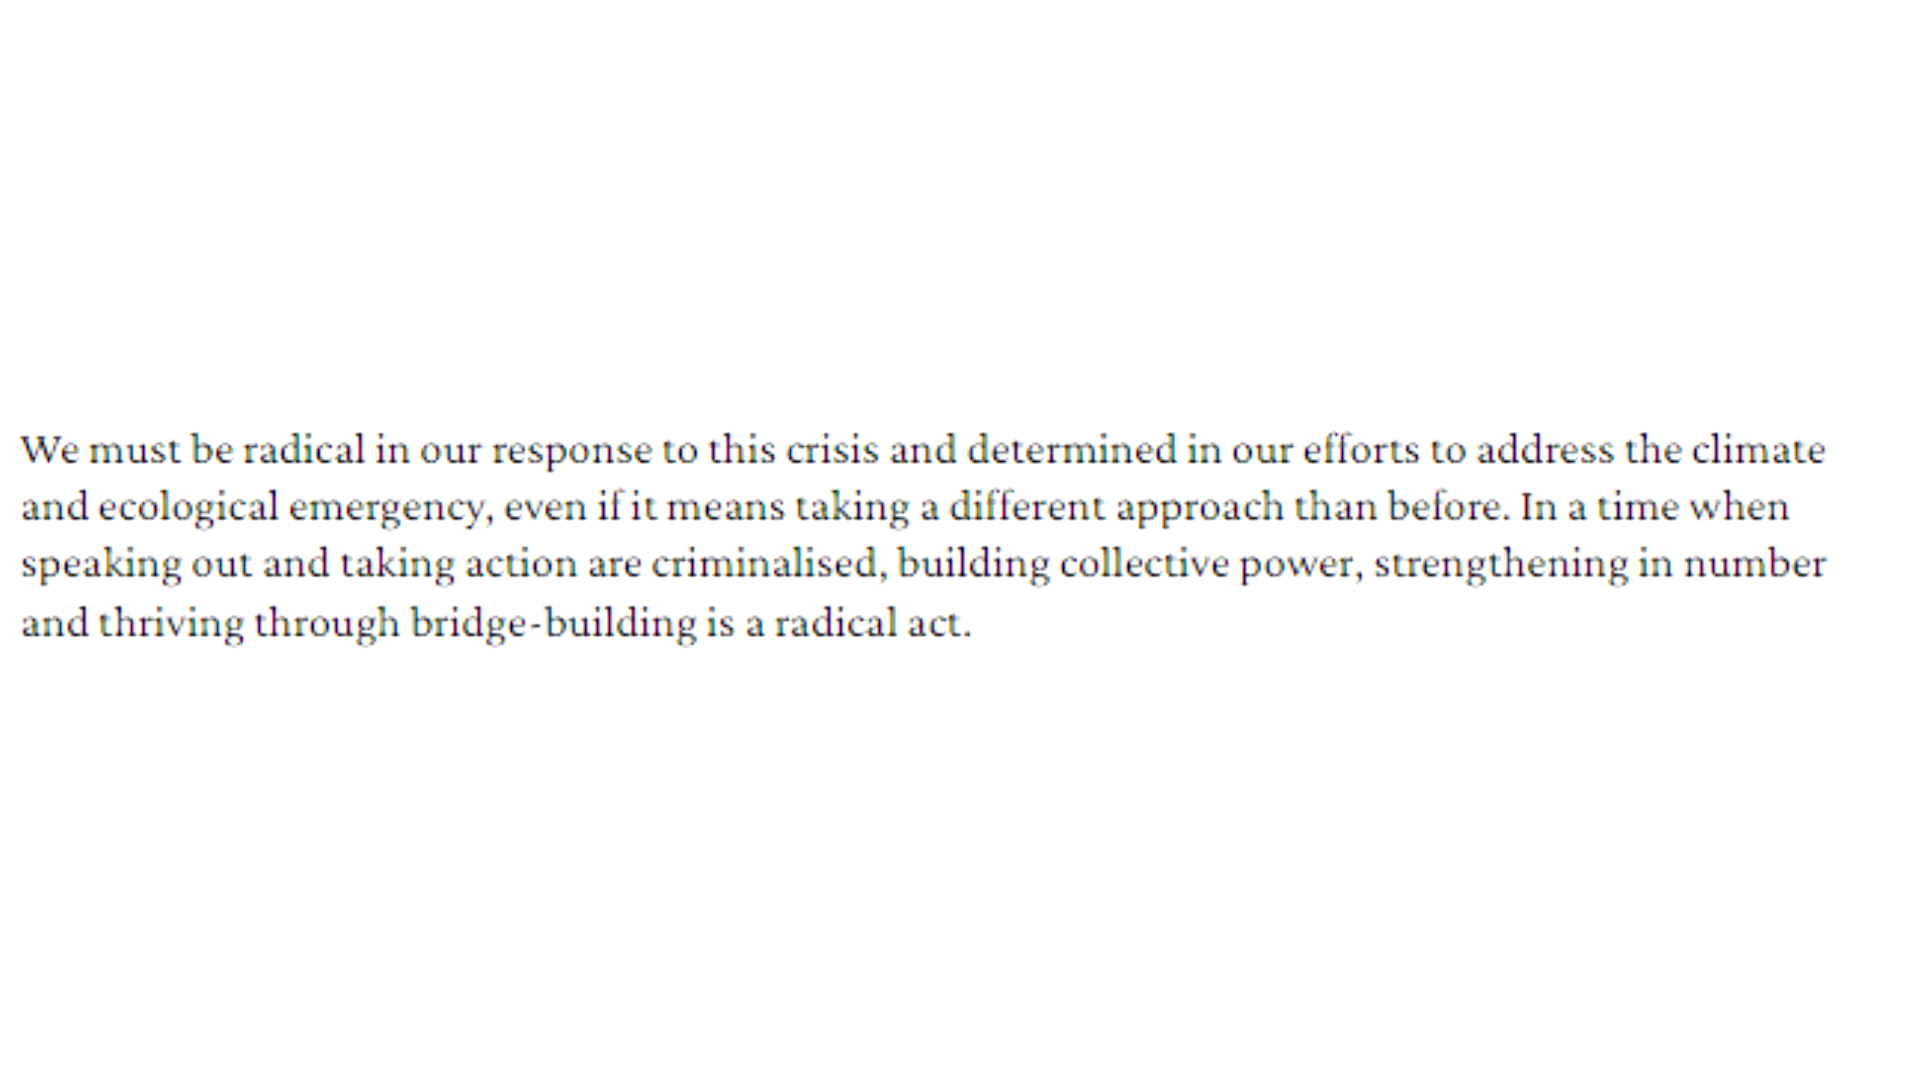 We must be radical in our response to this crisis and determined in our efforts to address the climate
and ecological emergency, even if it means taking a different approach than before. In a time when
speaking out and taking action are criminalised, building collective power, strengthening in number
and thriving through bridge-building is a radical act.